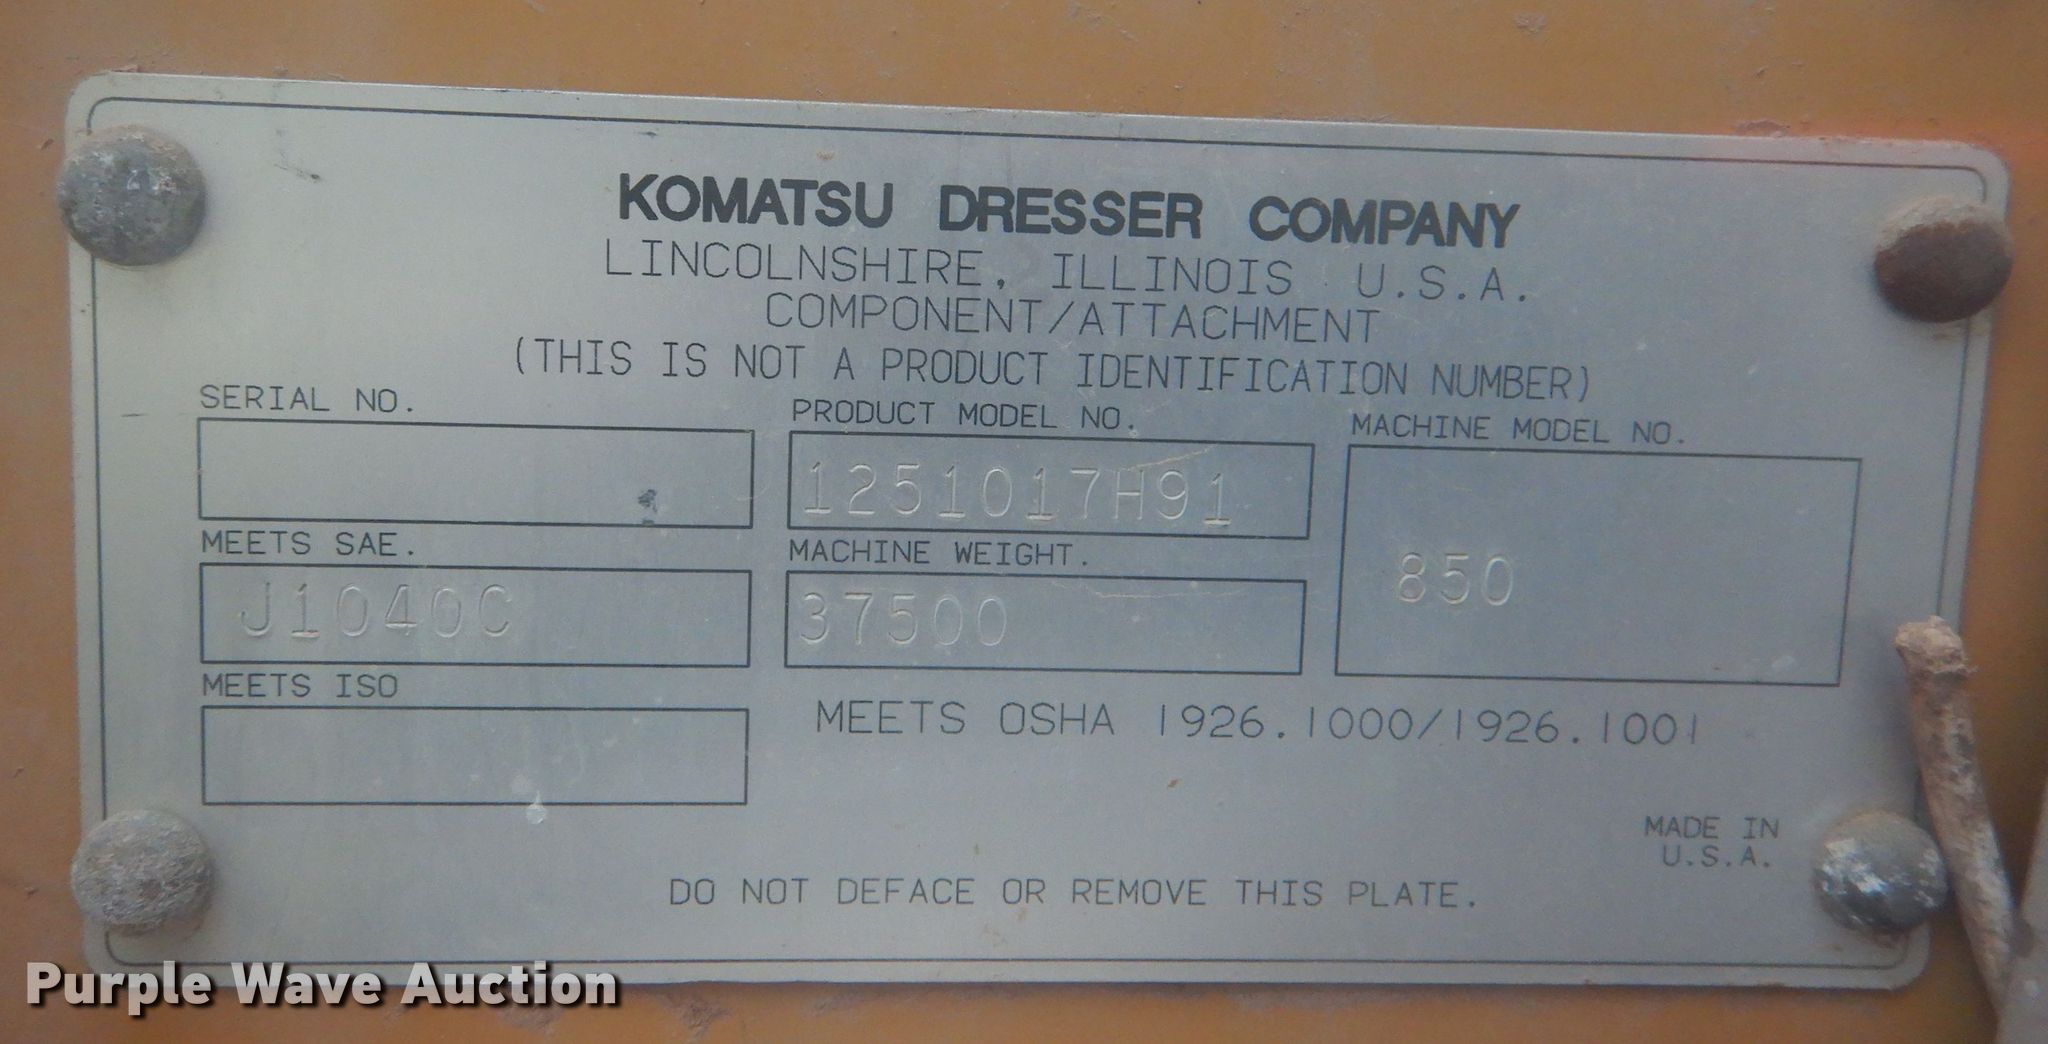 KOMATSU DRESSER COMPANY
LINCOLNSHIRE, ILLINOIS U.S.A.
COMPONENT/ATTACHMENT
(THIS IS NOT A PRODUCT IDENTIFICATION NUMBER)
SERIAL NO.
PRODUCT MODEL NO.
1251017H91
MACHINE MODEL NO.
850
MEETS SAE.
J1040C
MACHINE WEIGHT.
37500
MEETS ISO
MEETS OSHA 1926.1000/1926.1001
MADE IN
U.S.A.
DO NOT DEFACE OR REMOVE THIS PLATE.
Purple Wave Auction